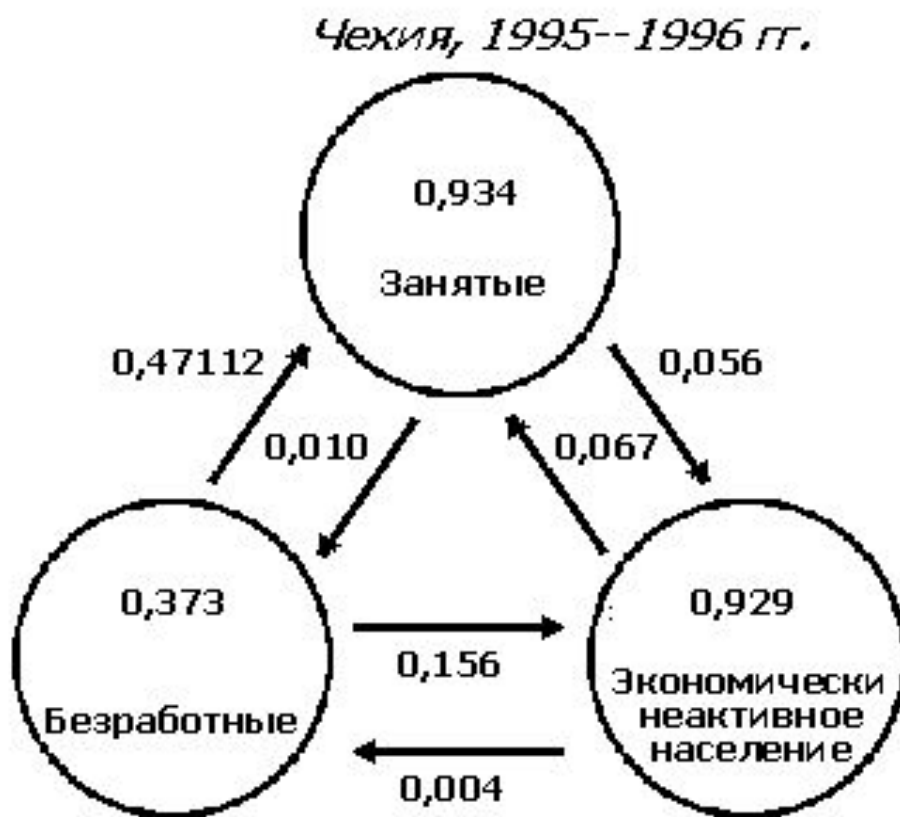 Чехия, 1995--1996 гг.
0,934
Занятые
0,47112
0,056
0,010
0,067
0,373
0,929
0,156
Безработные
Экономически
неактивное
население
0,004